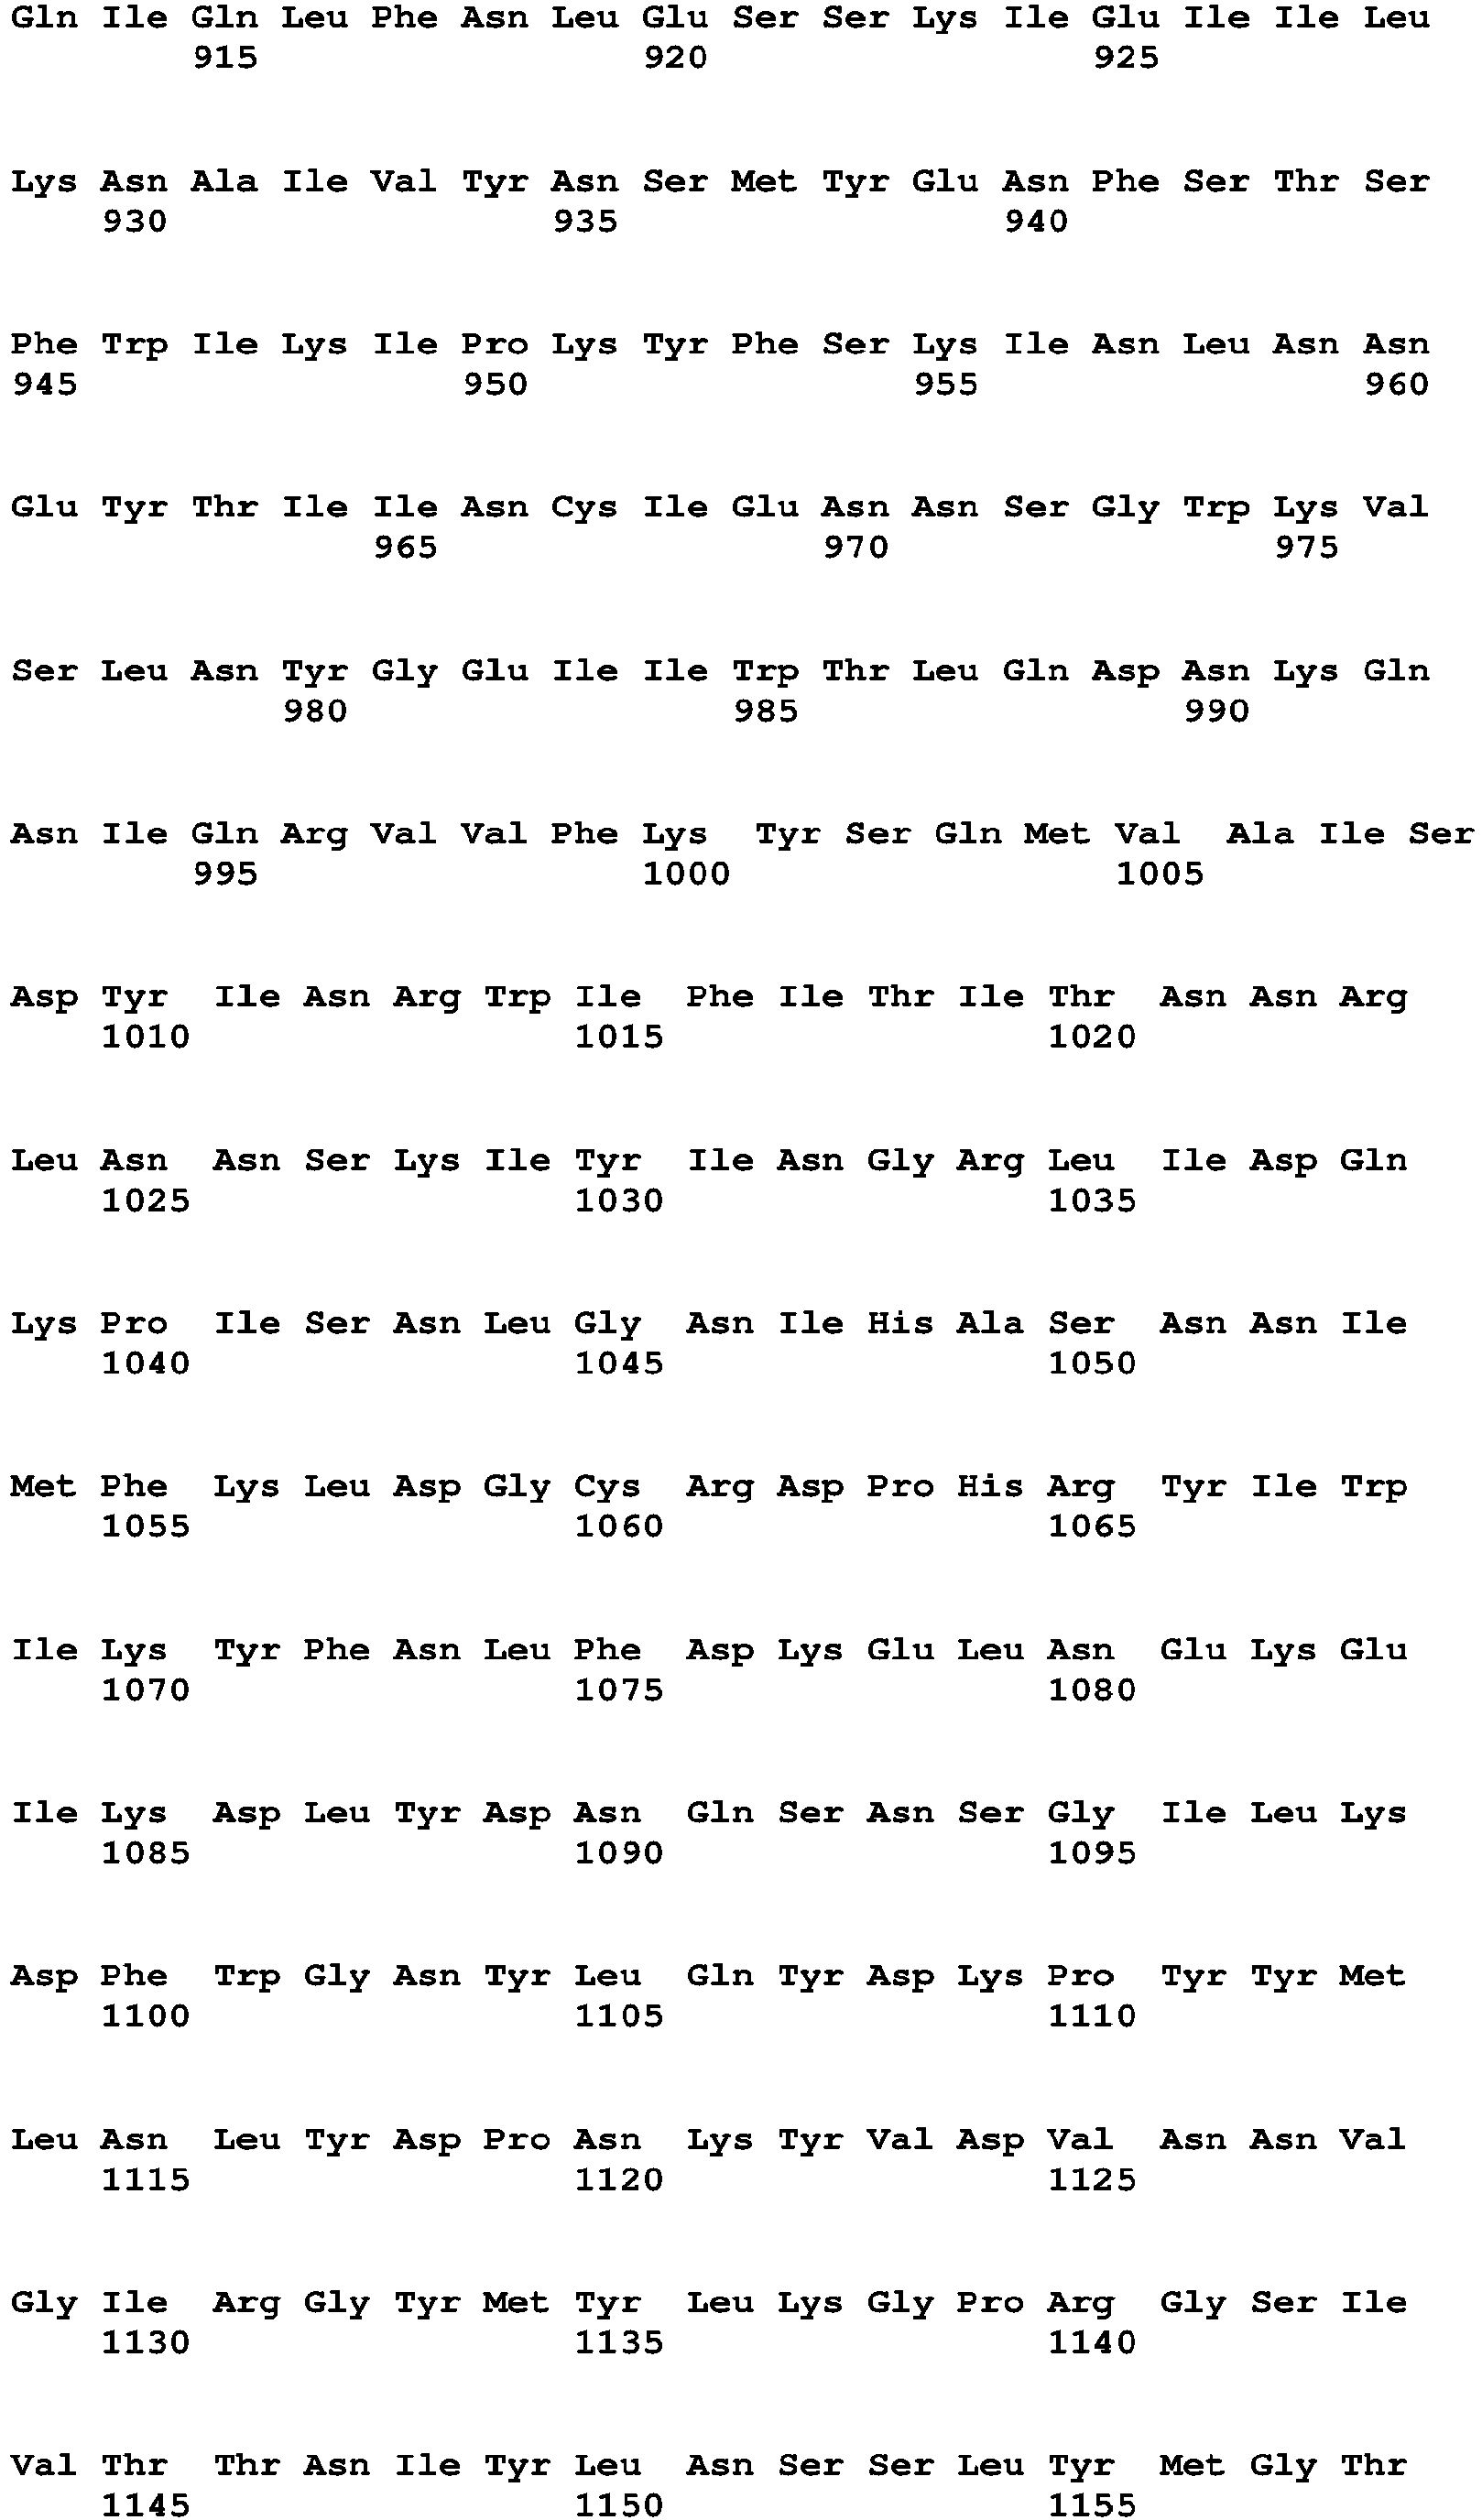 Gln Ile Gln Leu Phe Asn Leu Glu Ser Ser Lys Ile Glu Ile Ile Leu
915 920 925
Lys Asn Ala Ile Val Tyr Asn Ser Met Tyr Glu Asn Phe Ser Thr Ser
930 935 940
Phe Trp Ile Lys Ile Pro Lys Tyr Phe Ser Lys Ile Asn Leu Asn Asn
945 950 955 960
Glu Tyr Thr Ile Ile Asn Cys Ile Glu Asn Asn Ser Gly Trp Lys Val
965 970 975
Ser Leu Asn Tyr Gly Glu Ile Ile Trp Thr Leu Gln Asp Asn Lys Gln
980 985 990
Asn Ile Gln Arg Val Val Phe Lys Tyr Ser Gln Met Val Ala Ile Ser
995 1000 1005
Asp Tyr Ile Asn Arg Trp Ile Phe Ile Thr Ile Thr Asn Asn Arg
1010 1015 1020
Leu Asn Asn Ser Lys Ile Tyr Ile Asn Gly Arg Leu Ile Asp Gln
1025 1030 1035
Lys Pro Ile Ser Asn Leu Gly Asn Ile His Ala Ser Asn Asn Ile
1040 1045 1050
Met Phe Lys Leu Asp Gly Cys Arg Asp Pro His Arg Tyr Ile Trp
1055 1060 1065
Ile Lys Tyr Phe Asn Leu Phe Asp Lys Glu Leu Asn Glu Lys Glu
1070 1075 1080
Ile Lys Asp Leu Tyr Asp Asn Gln Ser Asn Ser Gly Ile Leu Lys
1085 1090 1095
Asp Phe Trp Gly Asn Tyr Leu Gln Tyr Asp Lys Pro Tyr Tyr Met
1100 1105 1110
Leu Asn Leu Tyr Asp Pro Asn Lys Tyr Val Asp Val Asn Asn Val
1115 1120 1125
Gly Ile Arg Gly Tyr Met Tyr Leu Lys Gly Pro Arg Gly Ser Ile
1130 1135 1140
Val Thr Thr Asn Ile Tyr Leu Asn Ser Ser Leu Tyr Met Gly Thr
1145 1150 1155